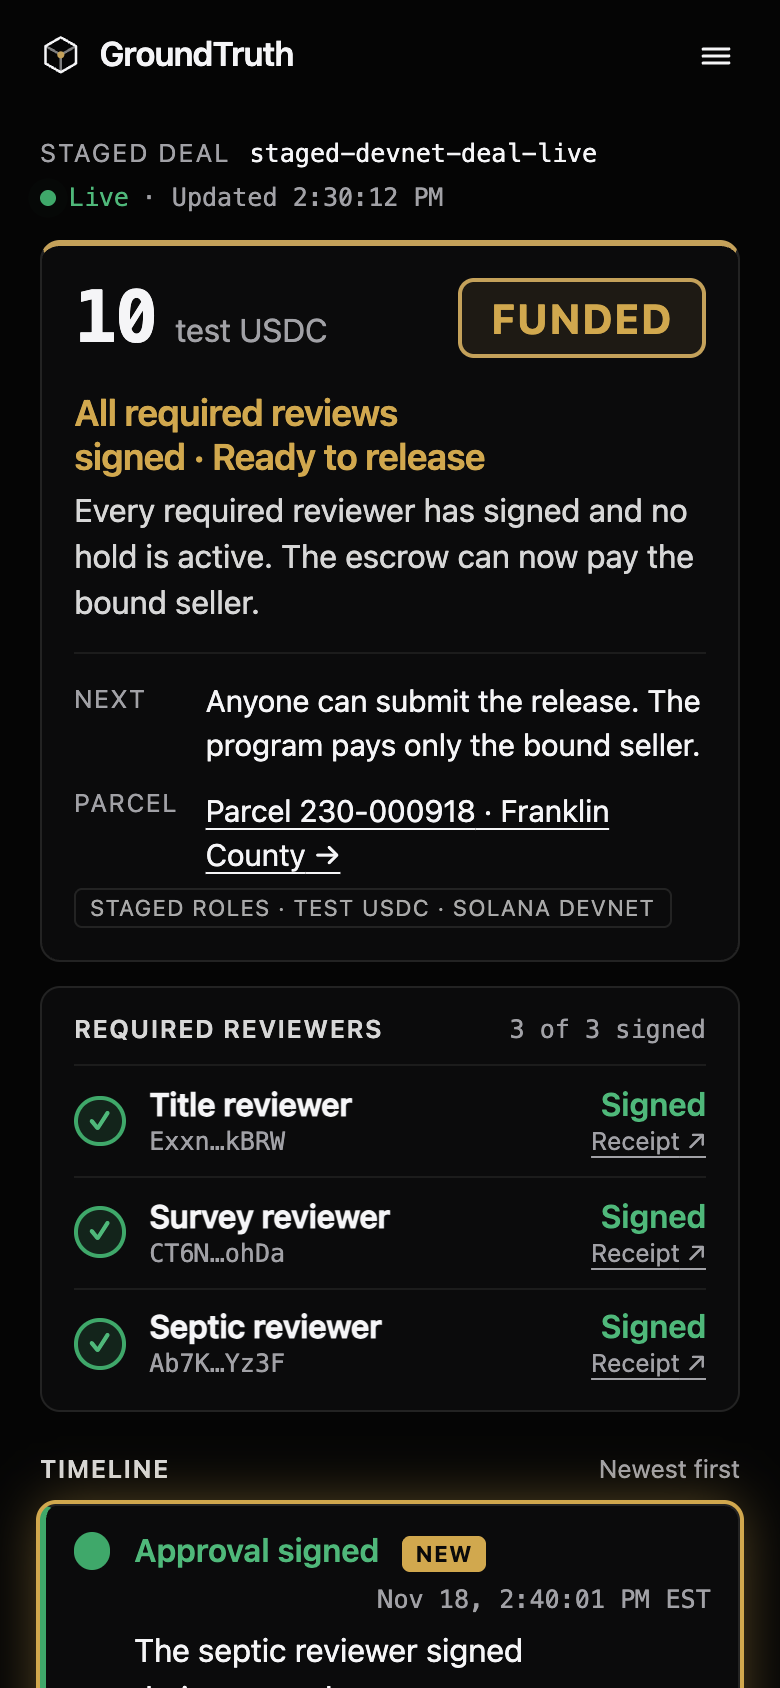 GroundTruth
STAGED DEAL staged-devnet-deal-live
Live · Updated 2:30:12 PM
10 test USDC
FUNDED
All required reviews
signed · Ready to release
Every required reviewer has signed and no
hold is active. The escrow can now pay the
bound seller.
NEXT Anyone can submit the release. The
program pays only the bound seller.
PARCEL Parcel 230-000918 · Franklin
County →
STAGED ROLES · TEST USDC · SOLANA DEVNET
REQUIRED REVIEWERS 3 of 3 signed
Title reviewer Signed
Exxn…kBRW Receipt ↗
Survey reviewer Signed
CT6N…ohDa Receipt ↗
Septic reviewer Signed
Ab7K…Yz3F Receipt ↗
TIMELINE Newest first
Approval signed NEW
Nov 18, 2:40:01 PM EST
The septic reviewer signed